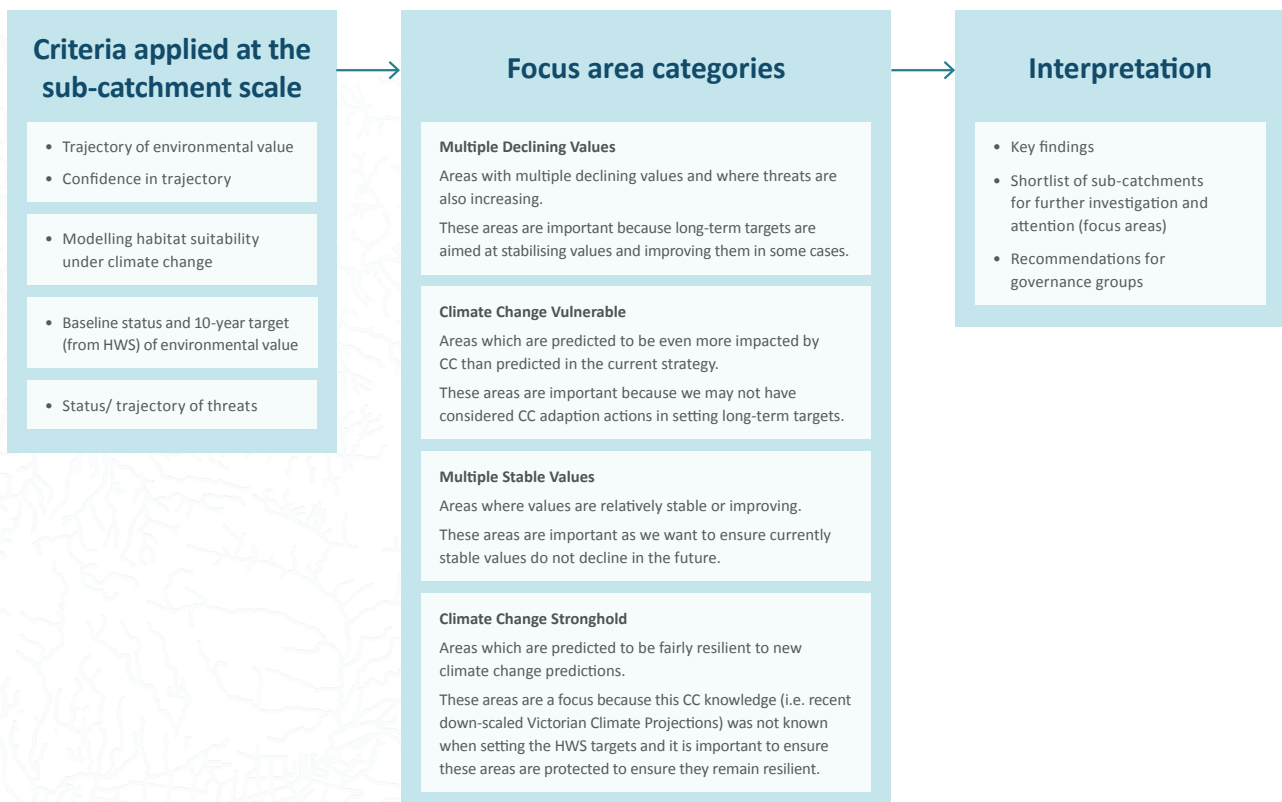 Criteria applied at the
sub-catchment scale
• Trajectory of environmental value
• Confidence in trajectory
• Modelling habitat suitability
under climate change
• Baseline status and 10-year target
(from HWS) of environmental value
• Status/ trajectory of threats
Focus area categories
Multiple Declining Values
Areas with multiple declining values and where threats are
also increasing.
These areas are important because long-term targets are
aimed at stabilising values and improving them in some cases.
Climate Change Vulnerable
Areas which are predicted to be even more impacted by
CC than predicted in the current strategy.
These areas are important because we may not have
considered CC adaption actions in setting long-term targets.
Multiple Stable Values
Areas where values are relatively stable or improving.
These areas are important as we want to ensure currently
stable values do not decline in the future.
Climate Change Stronghold
Areas which are predicted to be fairly resilient to new
climate change predictions.
These areas are a focus because this CC knowledge (i.e. recent
down-scaled Victorian Climate Projections) was not known
when setting the HWS targets and it is important to ensure
these areas are protected to ensure they remain resilient.
Interpretation
• Key findings
• Shortlist of sub-catchments
for further investigation and
attention (focus areas)
• Recommendations for
governance groups